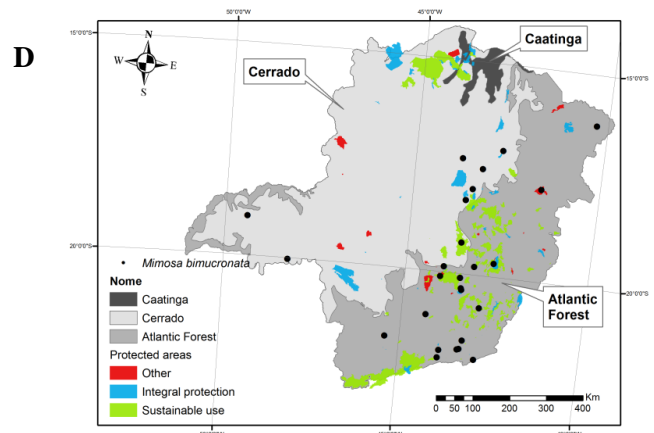 D
50°0'0"W
45°0'0"W
15°0'0"S
N
W E
S
Caatinga
Cerrado
15°0'0"S
20°0'0"S
Mimosa bimucronata
Nome
Caatinga
Cerrado
Atlantic Forest
Protected areas
Other
Integral protection
Sustainable use
Atlantic
Forest
20°0'0"S
Km
0 50 100 200 300 400